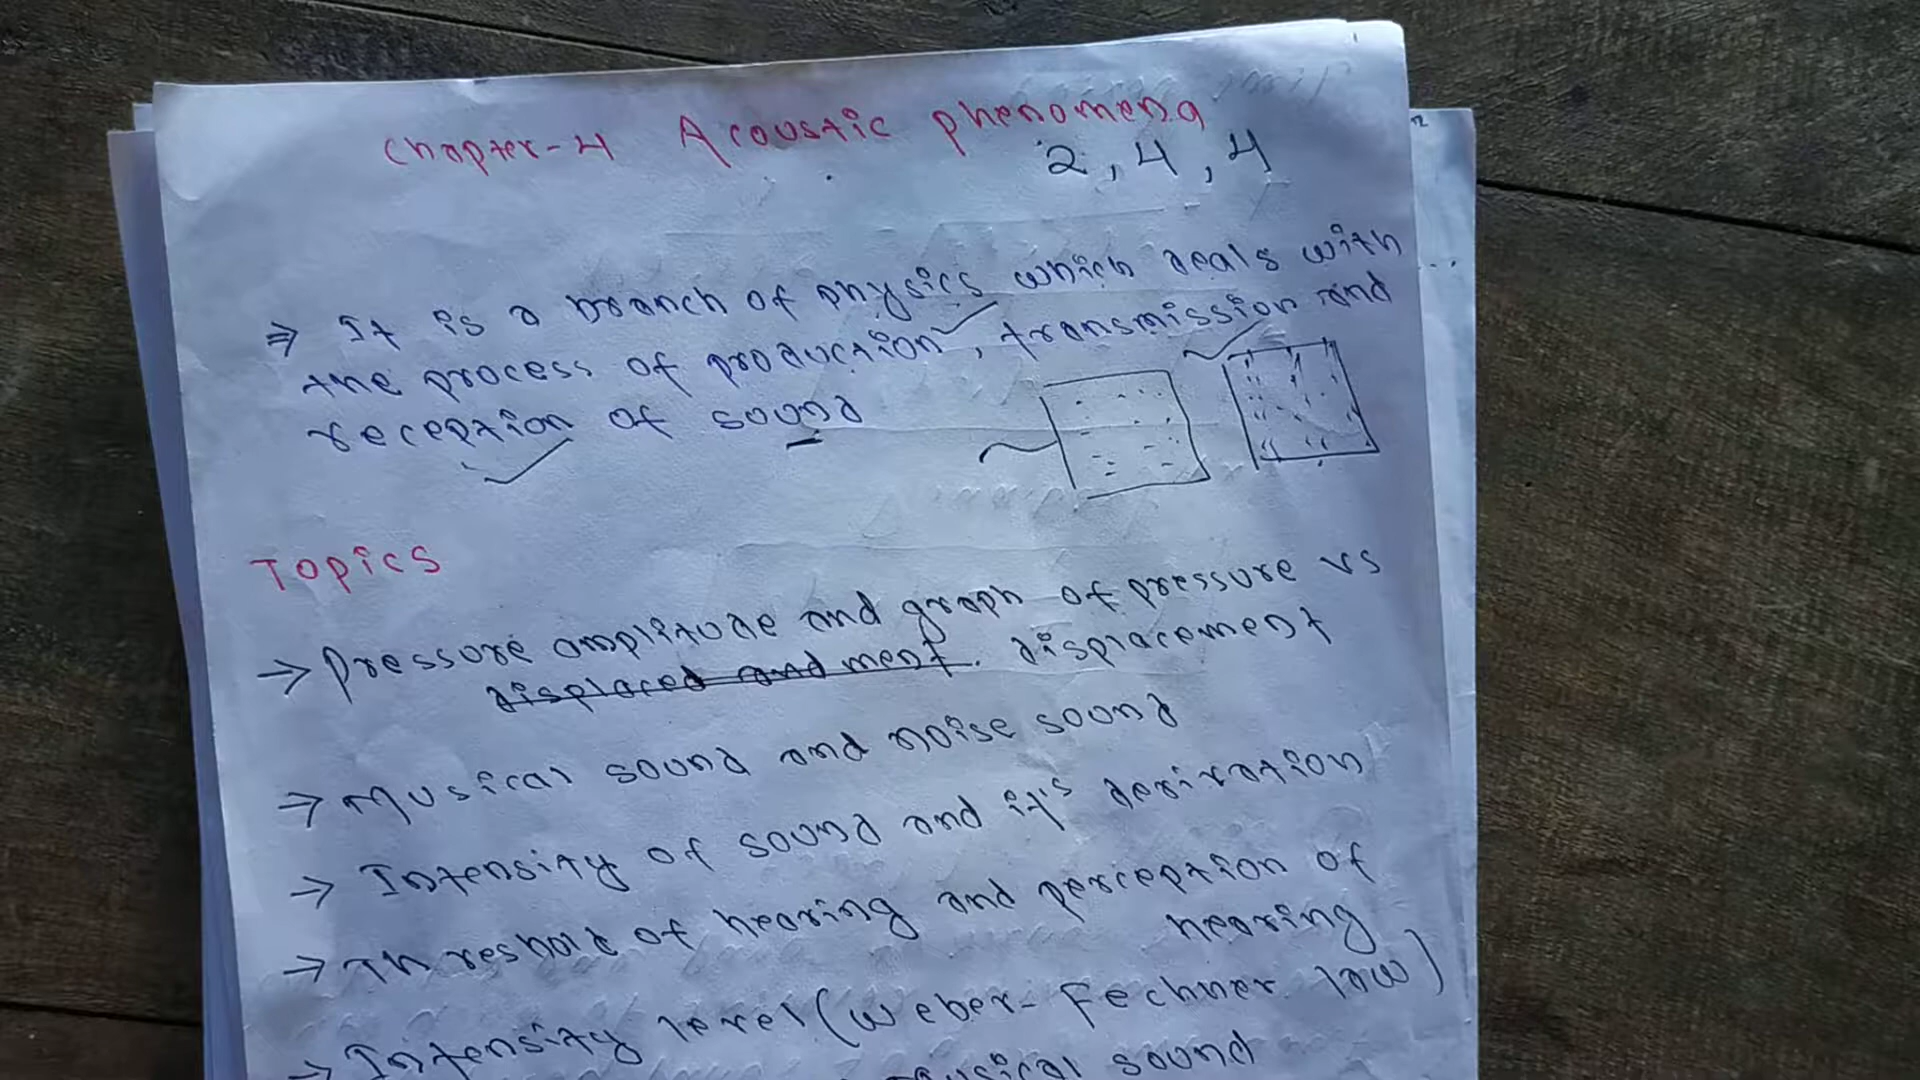 Chapter-4 Acoustic phenomena
2, 4, 4
⇒ It is a branch of physics which deals with
the process of production, transmission and
reception of sound
Topics
→ Pressure amplitude and graph of pressure vs
displaced and ment. displacement
→ Musical sound and noise sound
→ Intensity of sound and it's derivation
→ Threshold of hearing and perception of
hearing
→ Intensity level (Weber-Fechner law)
musical sound